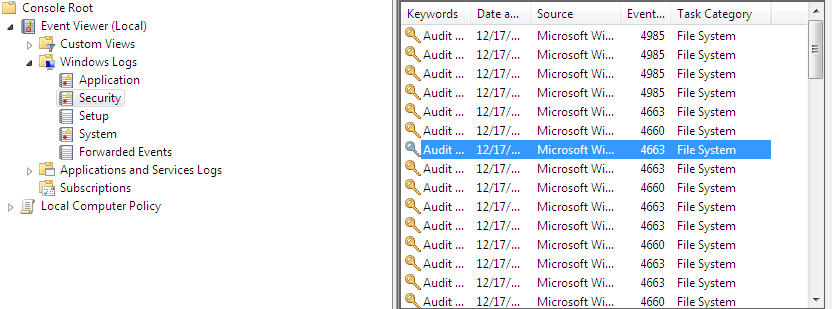 Console Root
Event Viewer (Local)
Custom Views
Windows Logs
Application
Security
Setup
System
Forwarded Events
Applications and Services Logs
Subscriptions
Local Computer Policy
Keywords Date a... Source Event... Task Category
Audit ... 12/17/... Microsoft Wi... 4985 File System
Audit ... 12/17/... Microsoft Wi... 4985 File System
Audit ... 12/17/... Microsoft Wi... 4985 File System
Audit ... 12/17/... Microsoft Wi... 4985 File System
Audit ... 12/17/... Microsoft Wi... 4663 File System
Audit ... 12/17/... Microsoft Wi... 4660 File System
Audit ... 12/17/... Microsoft Wi... 4663 File System
Audit ... 12/17/... Microsoft Wi... 4663 File System
Audit ... 12/17/... Microsoft Wi... 4660 File System
Audit ... 12/17/... Microsoft Wi... 4663 File System
Audit ... 12/17/... Microsoft Wi... 4663 File System
Audit ... 12/17/... Microsoft Wi... 4660 File System
Audit ... 12/17/... Microsoft Wi... 4663 File System
Audit ... 12/17/... Microsoft Wi... 4663 File System
Audit ... 12/17/... Microsoft Wi... 4660 File System